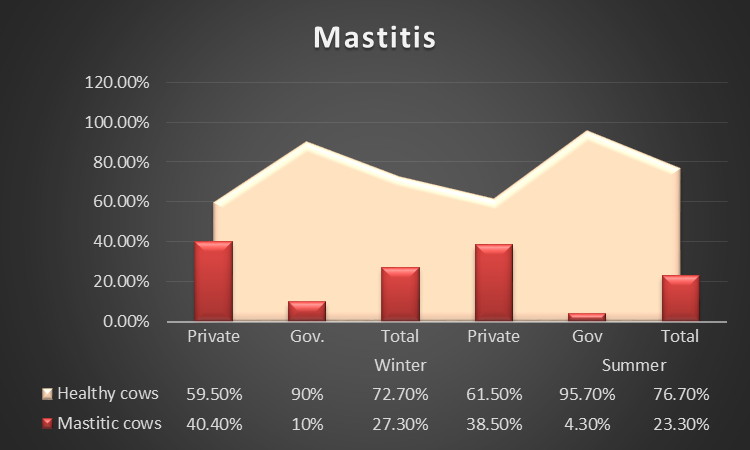 Mastitis
120.00%
100.00%
80.00%
60.00%
40.00%
20.00%
0.00%
Private Gov. Total Private Gov Total
Winter Summer
Healthy cows 59.50% 90% 72.70% 61.50% 95.70% 76.70%
Mastitic cows 40.40% 10% 27.30% 38.50% 4.30% 23.30%